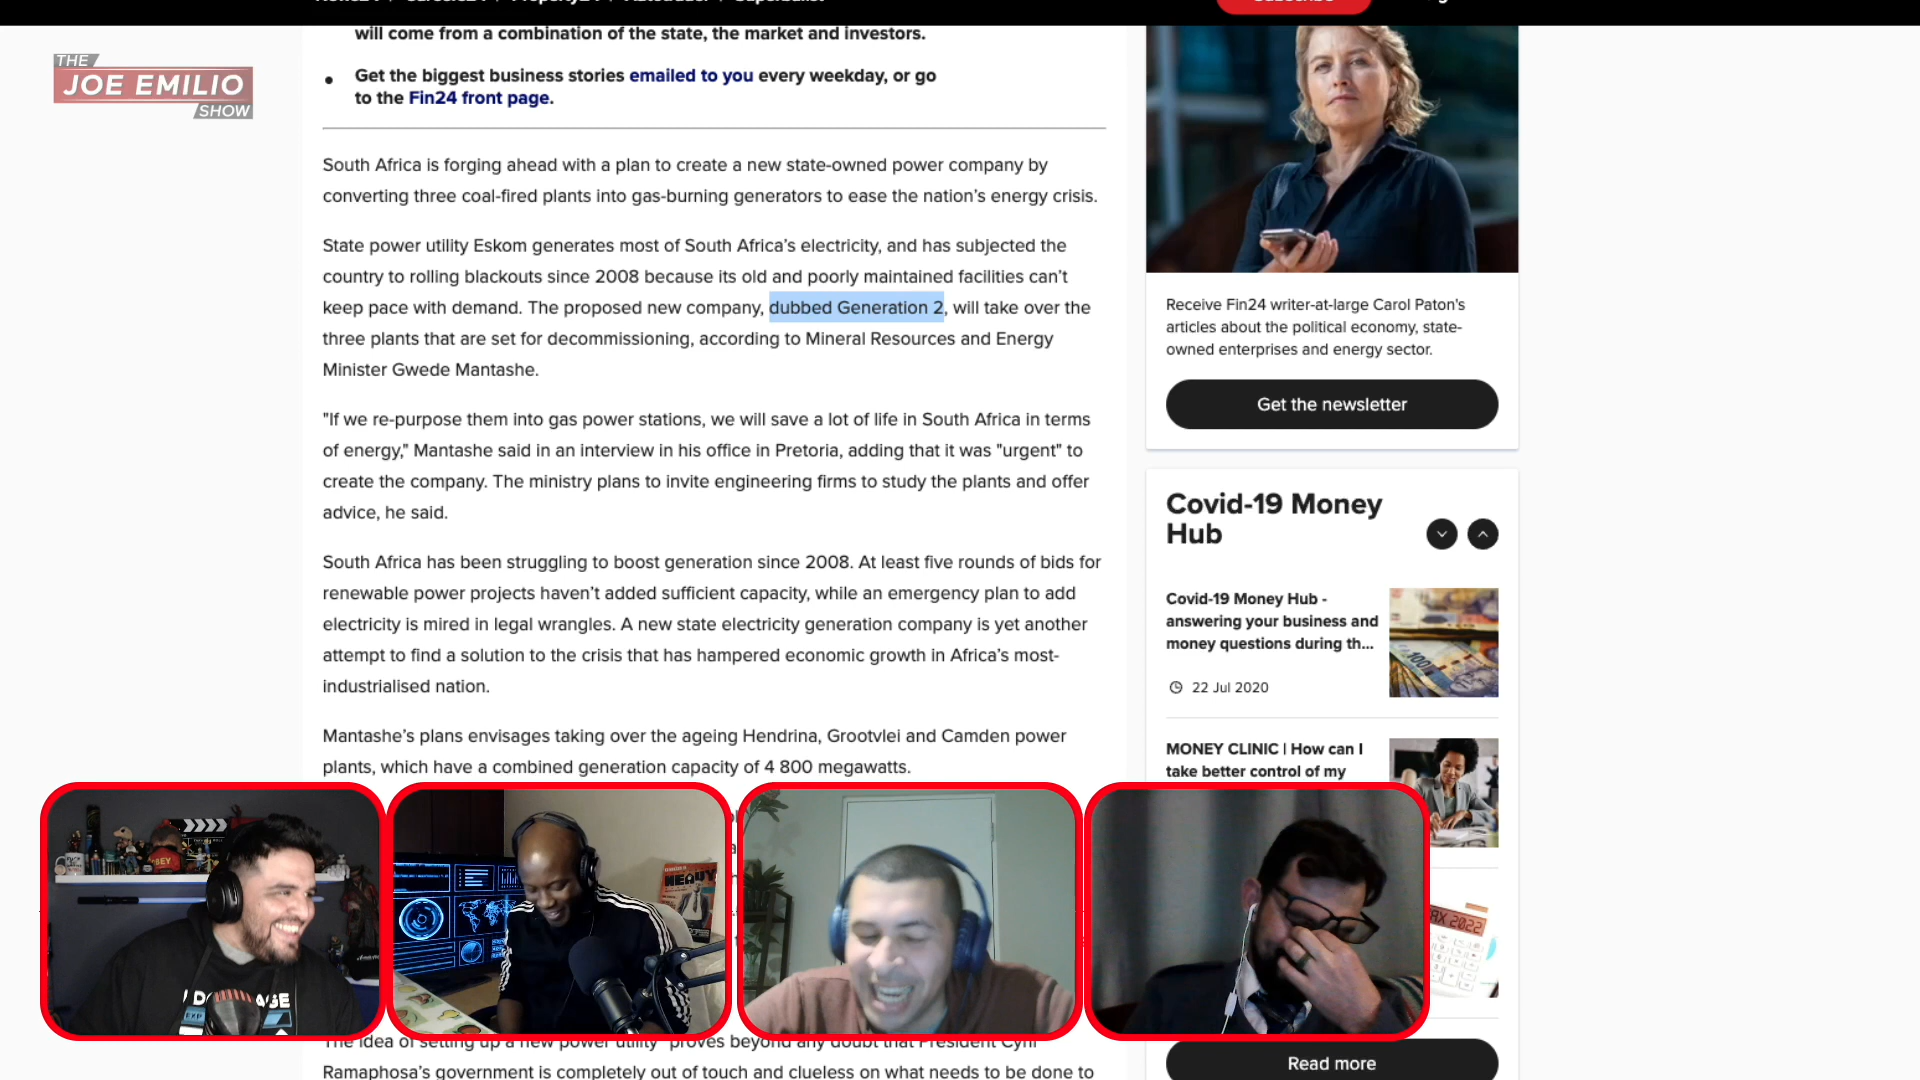 THE
JOE EMILIO
SHOW
will come from a combination of the state, the market and investors.
Get the biggest business stories emailed to you every weekday, or go
to the Fin24 front page.
South Africa is forging ahead with a plan to create a new state-owned power company by
converting three coal-fired plants into gas-burning generators to ease the nation’s energy crisis.
State power utility Eskom generates most of South Africa’s electricity, and has subjected the
country to rolling blackouts since 2008 because its old and poorly maintained facilities can’t
keep pace with demand. The proposed new company, dubbed Generation 2, will take over the
three plants that are set for decommissioning, according to Mineral Resources and Energy
Minister Gwede Mantashe.
"If we re-purpose them into gas power stations, we will save a lot of life in South Africa in terms
of energy," Mantashe said in an interview in his office in Pretoria, adding that it was "urgent" to
create the company. The ministry plans to invite engineering firms to study the plants and offer
advice, he said.
South Africa has been struggling to boost generation since 2008. At least five rounds of bids for
renewable power projects haven’t added sufficient capacity, while an emergency plan to add
electricity is mired in legal wrangles. A new state electricity generation company is yet another
attempt to find a solution to the crisis that has hampered economic growth in Africa’s most-
industrialised nation.
Mantashe’s plans envisages taking over the ageing Hendrina, Grootvlei and Camden power
plants, which have a combined generation capacity of 4 800 megawatts.
The idea of setting up a new power utility "proves beyond any doubt that President Cyril
Ramaphosa’s government is completely out of touch and clueless on what needs to be done to
Receive Fin24 writer-at-large Carol Paton's
articles about the political economy, state-
owned enterprises and energy sector.
Get the newsletter
Covid-19 Money
Hub
Covid-19 Money Hub -
answering your business and
money questions during th...
22 Jul 2020
MONEY CLINIC | How can I
take better control of my
Read more
OBEY
HEAVY
EXP
AX 2022
100